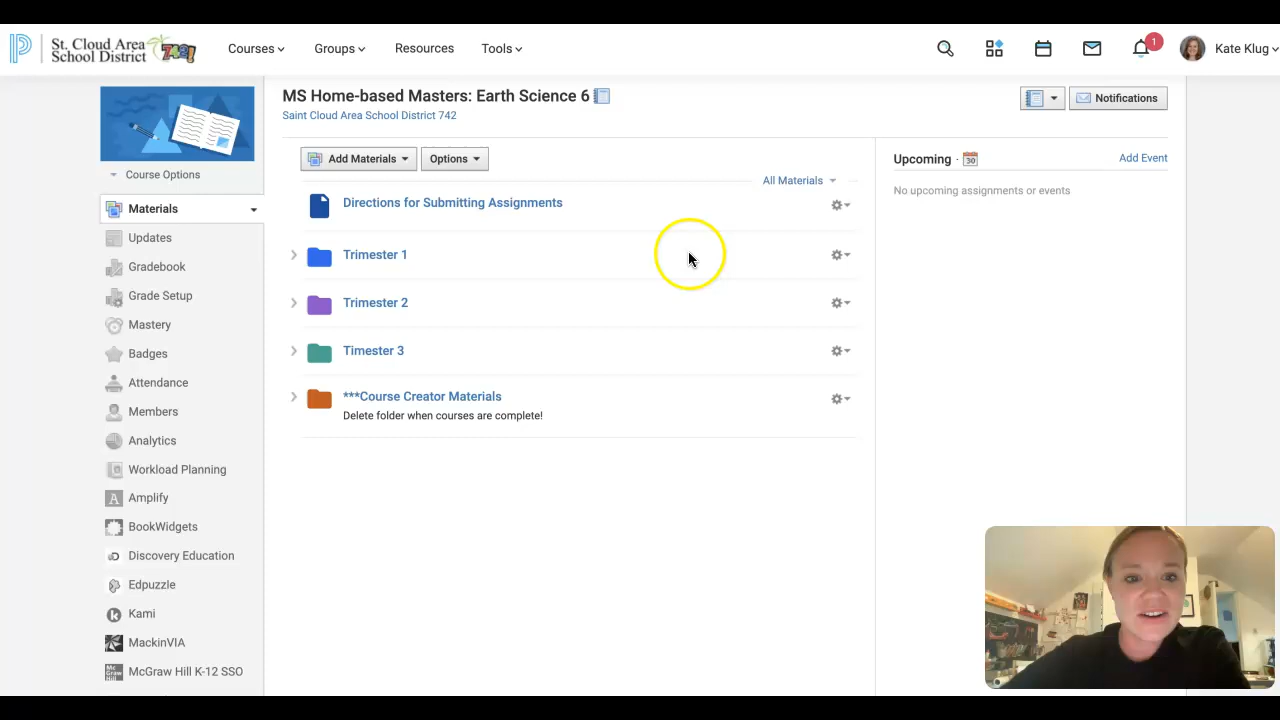 St. Cloud Area
School District
742!
Courses
Groups
Resources
Tools
1
Kate Klug
MS Home-based Masters: Earth Science 6
Saint Cloud Area School District 742
Notifications
Course Options
Add Materials
Options
Upcoming ·
30
Add Event
No upcoming assignments or events
All Materials
Materials
Updates
Gradebook
Grade Setup
Mastery
Badges
Attendance
Members
Analytics
Workload Planning
Amplify
BookWidgets
Discovery Education
Edpuzzle
Kami
MackinVIA
McGraw Hill K-12 SSO
Directions for Submitting Assignments
Trimester 1
Trimester 2
Timester 3
***Course Creator Materials
Delete folder when courses are complete!